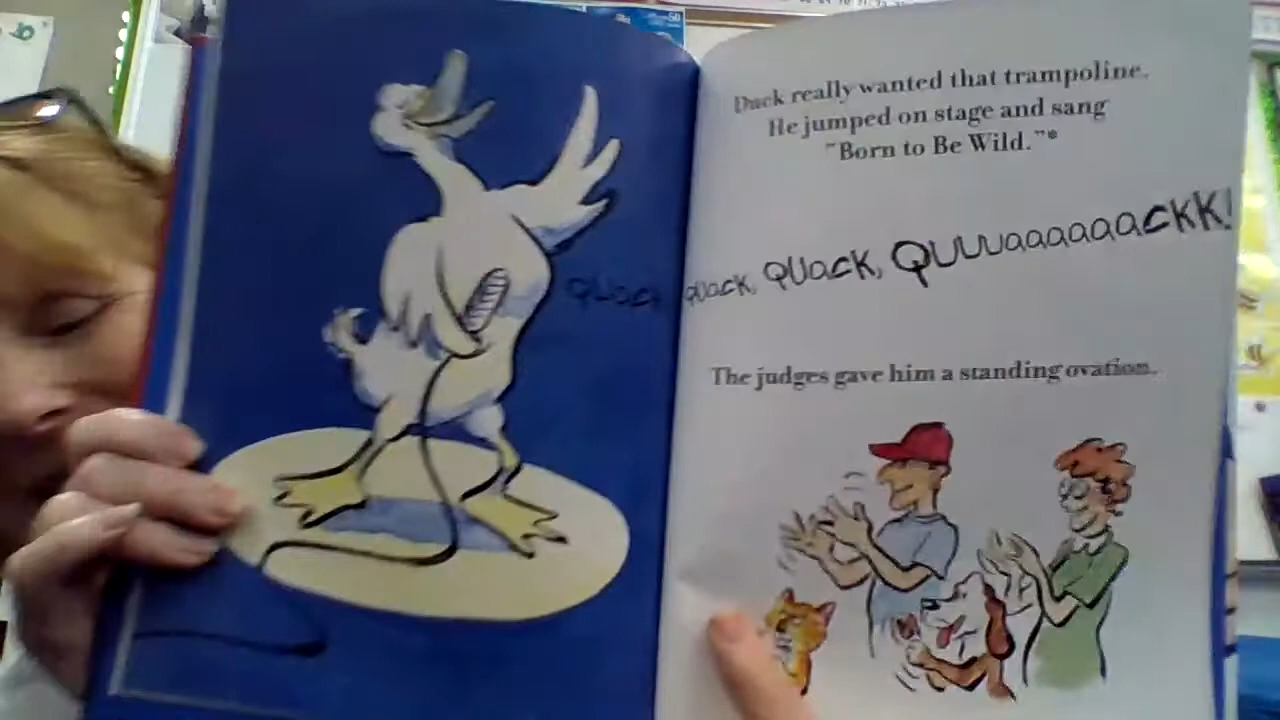 Duck really wanted that trampoline.
He jumped on stage and sang
"Born to Be Wild."*
QUACK, QUACK, QUACK, QUUUaaaaaaaCKK!
The judges gave him a standing ovation.